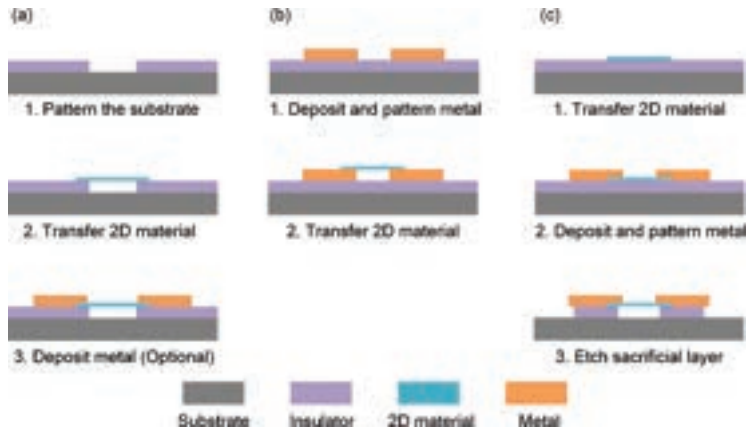 (a) (b) (c)
1. Pattern the substrate
1. Deposit and pattern metal
1. Transfer 2D material
2. Transfer 2D material
2. Transfer 2D material
2. Deposit and pattern metal
3. Deposit metal (Optional)
3. Etch sacrificial layer
Substrate Insulator 2D material Metal